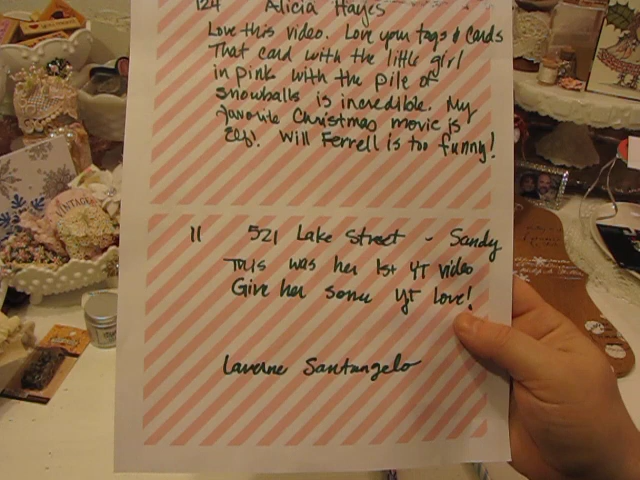 124 Alicia Hayes
Love this video. Love your tags & cards
That card with the little girl
in pink with the pile of
snowballs is incredible. My
favorite Christmas movie is
Elf! Will Ferrell is too funny!
11 521 Lake Street - Sandy
This was her 1st YT video
Give her some YT Love!
Laverne Santangelo
VINTAGE